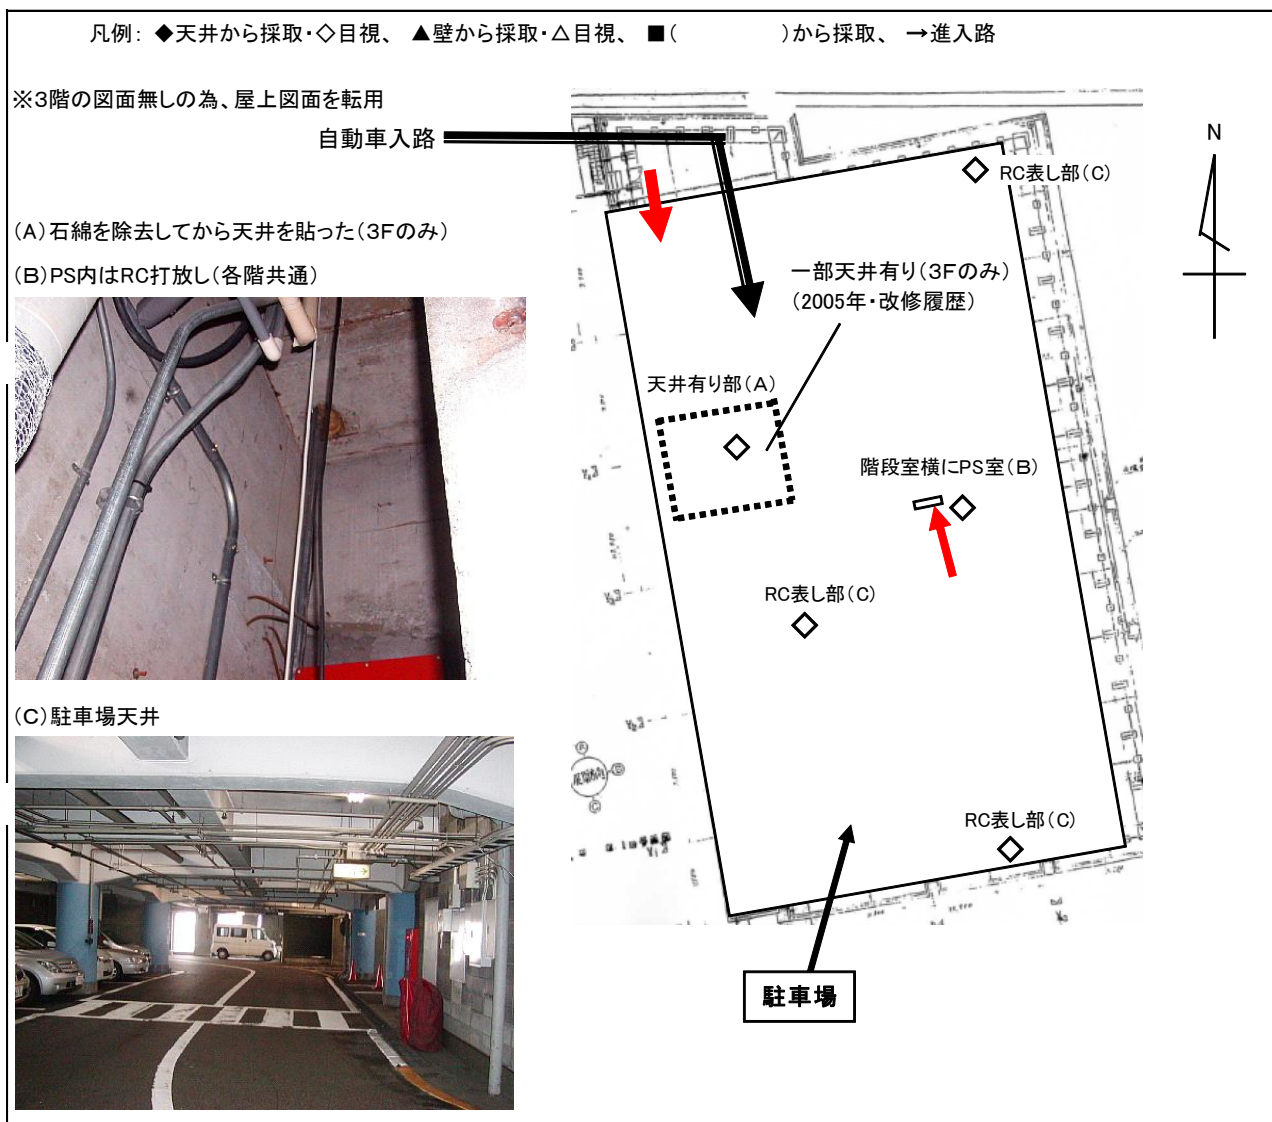 凡例: ◆天井から採取・◇目視、 ▲壁から採取・△目視、 ■(　　　　)から採取、 →進入路
※3階の図面無しの為、屋上図面を転用
自動車入路
N
RC表し部(C)
(A)石綿を除去してから天井を貼った(3Fのみ)
(B)PS内はRC打放し(各階共通)
一部天井有り(3Fのみ)
(2005年・改修履歴)
天井有り部(A)
階段室横にPS室(B)
RC表し部(C)
(C)駐車場天井
RC表し部(C)
駐車場